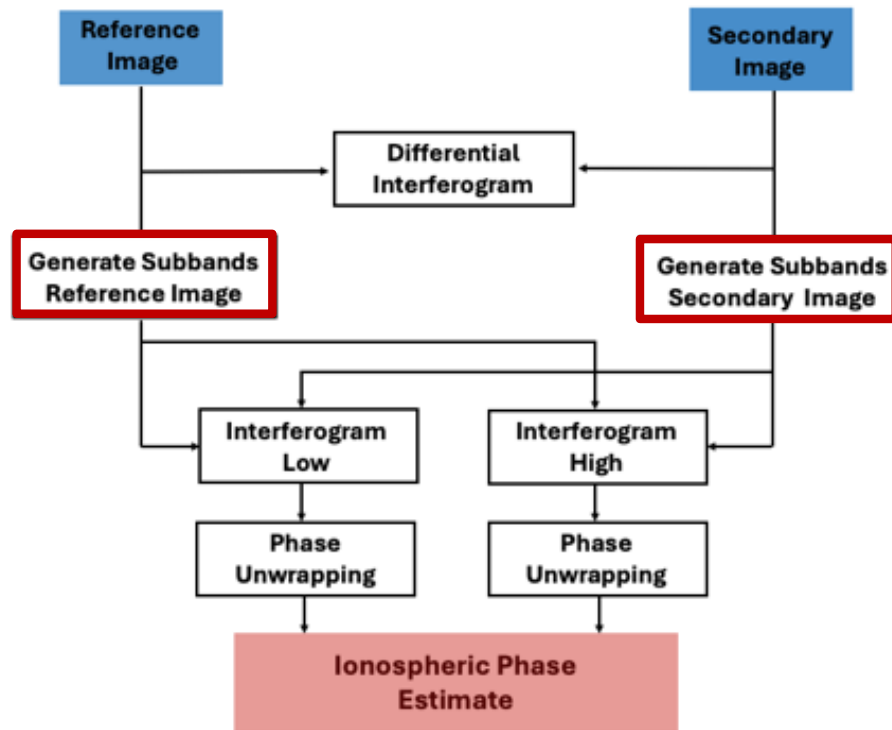 Reference
Image
Secondary
Image
Differential
Interferogram
Generate Subbands
Reference Image
Generate Subbands
Secondary Image
Interferogram
Low
Interferogram
High
Phase
Unwrapping
Phase
Unwrapping
Ionospheric Phase
Estimate